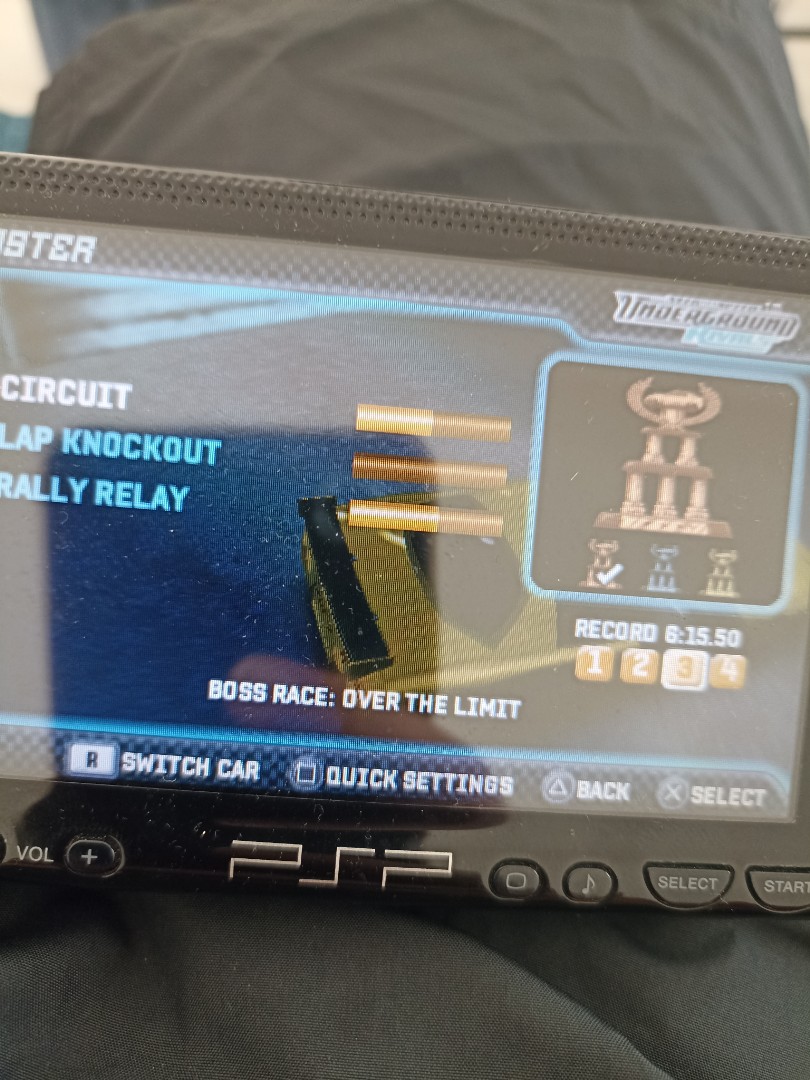 ISTER
UNDERGROUND
RIVALS
CIRCUIT
LAP KNOCKOUT
RALLY RELAY
RECORD 6:15.50
1 2 3 4
BOSS RACE: OVER THE LIMIT
R SWITCH CAR QUICK SETTINGS BACK X SELECT
VOL + PSP SELECT START